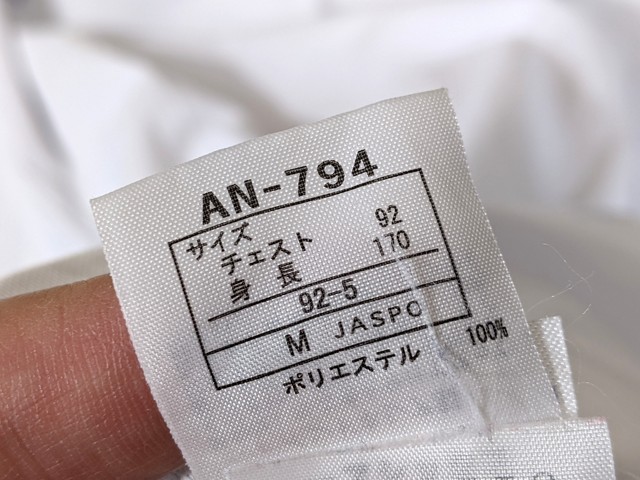 AN-794
サイズ
チェスト 92
身長 170
92-5
M JASPO
ポリエステル 100%